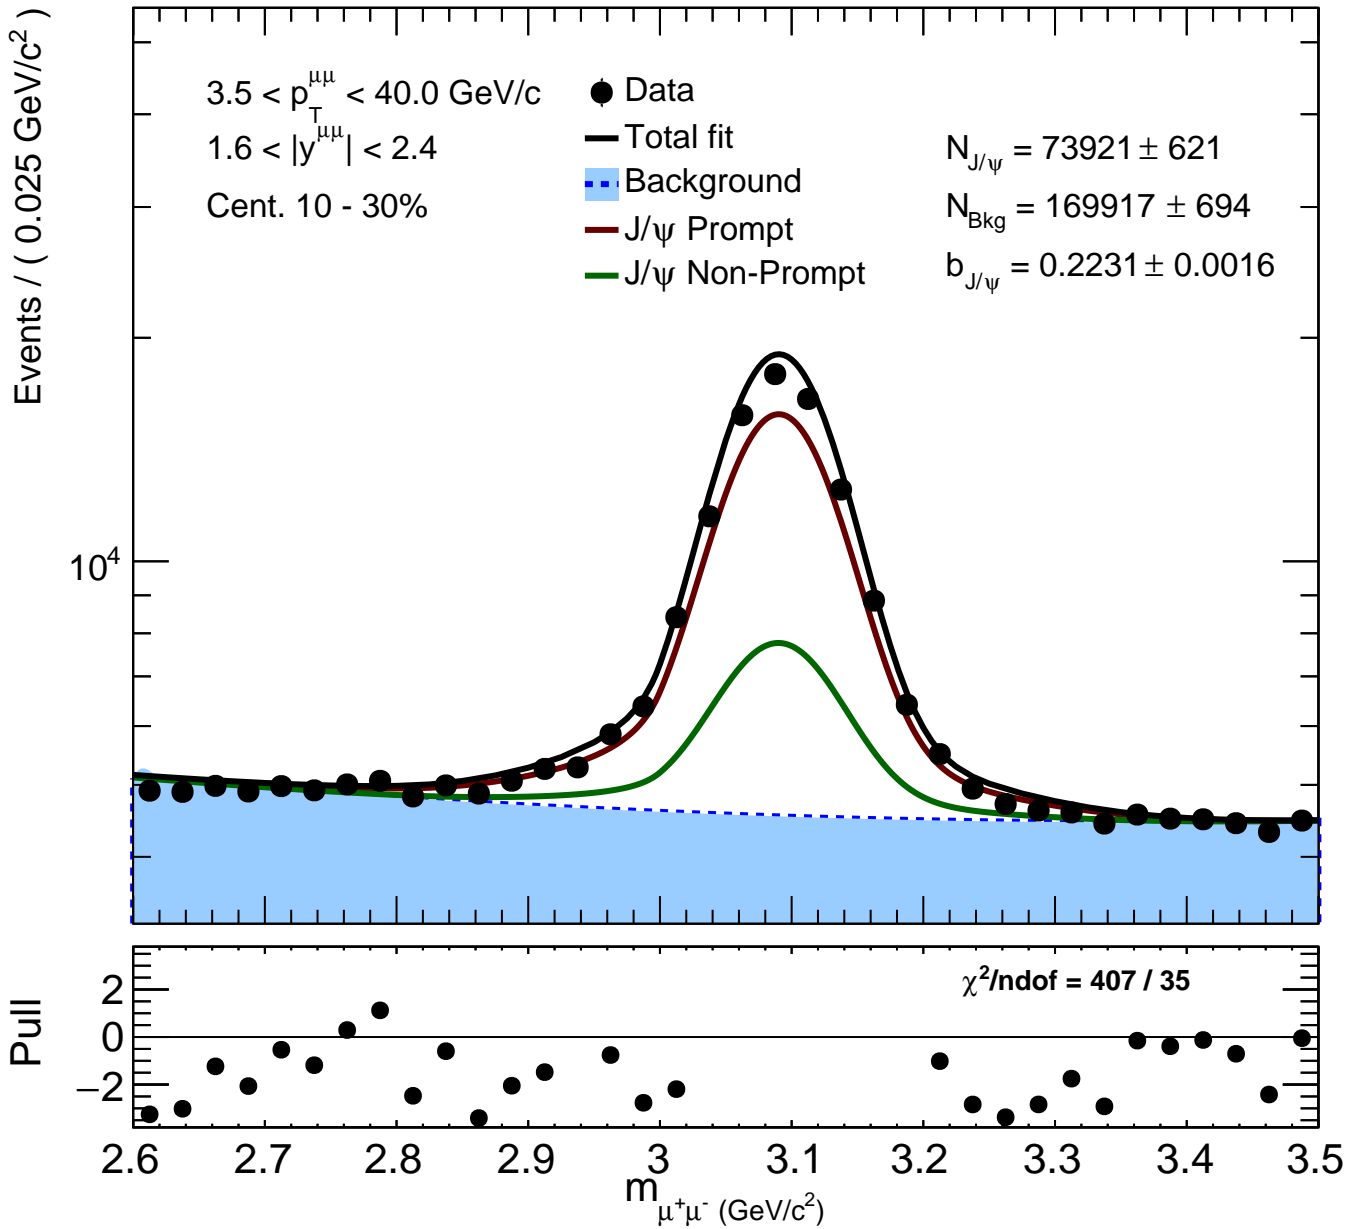 Events / ( 0.025 GeV/c²)
3.5 < p_T^μμ < 40.0 GeV/c
1.6 < |y^μμ| < 2.4
Cent. 10 - 30%
Data
Total fit
Background
J/ψ Prompt
J/ψ Non-Prompt
N_J/ψ = 73921 ± 621
N_Bkg = 169917 ± 694
b_J/ψ = 0.2231 ± 0.0016
10⁴
Pull
χ²/ndof = 407 / 35
2
0
−2
2.6 2.7 2.8 2.9 3 3.1 3.2 3.3 3.4 3.5
m_μ⁺μ⁻ (GeV/c²)